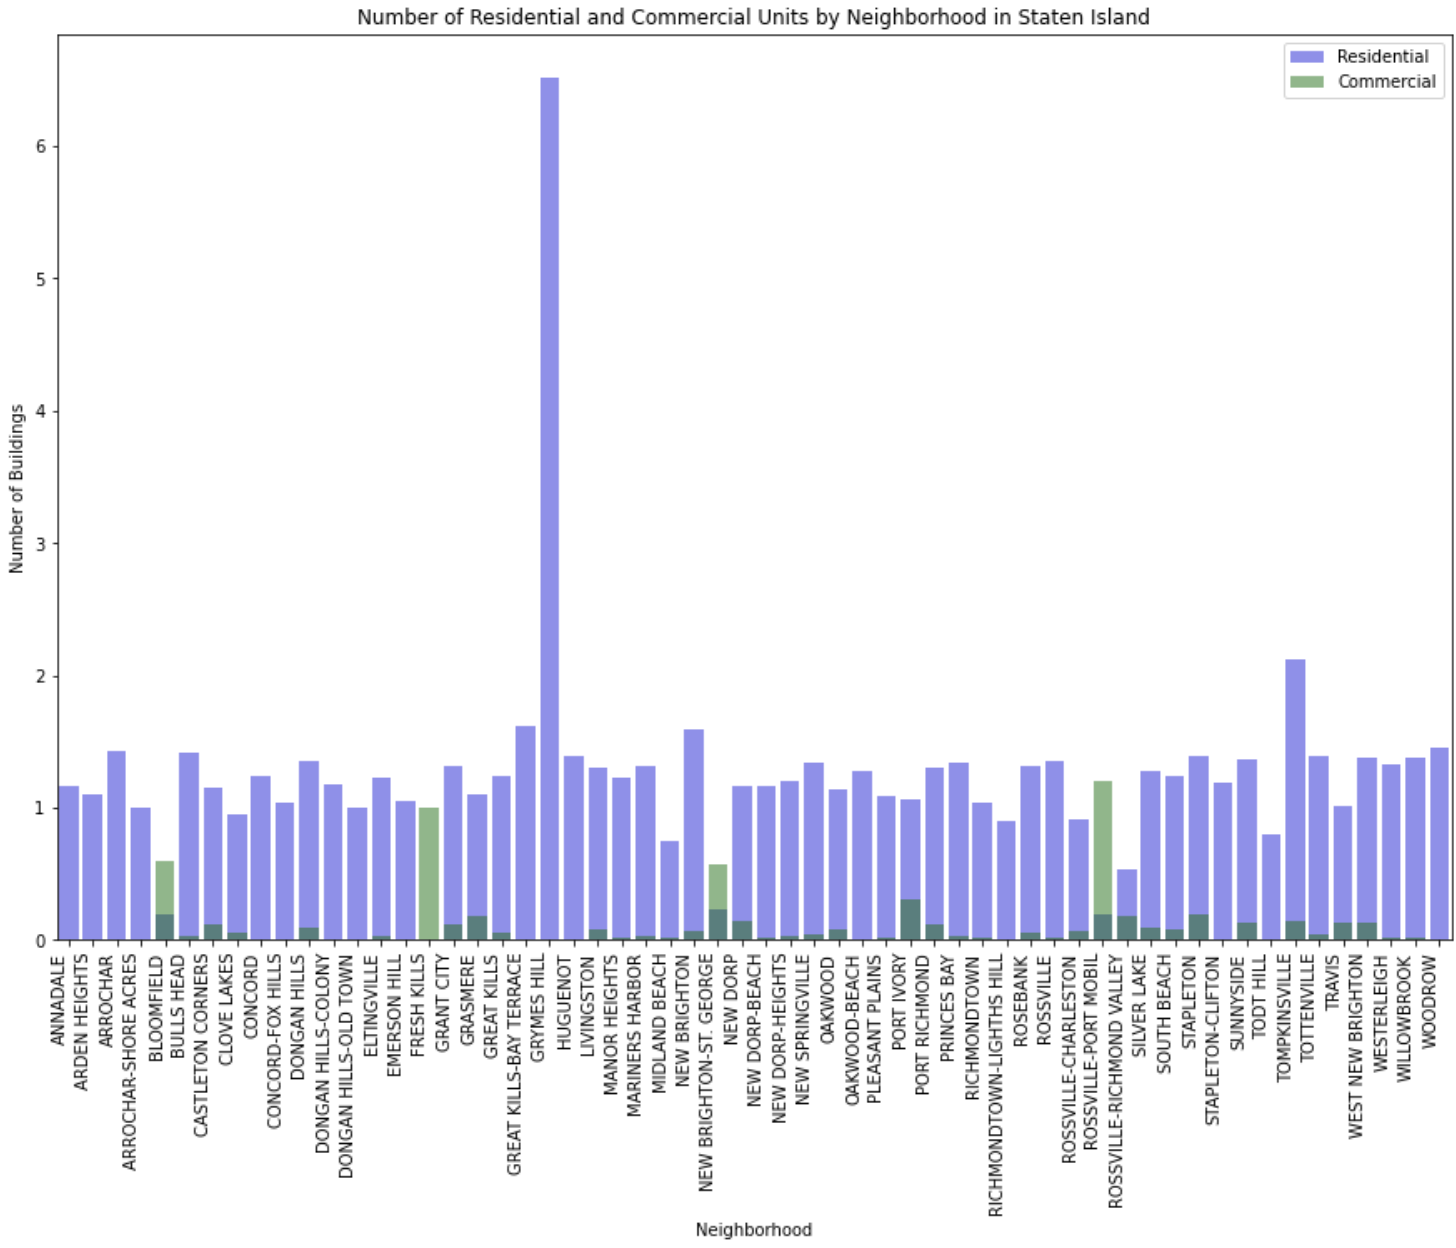 Number of Residential and Commercial Units by Neighborhood in Staten Island
Residential
Commercial
Number of Buildings
6
5
4
3
2
1
0
ANNADALE
ARDEN HEIGHTS
ARROCHAR
ARROCHAR-SHORE ACRES
BLOOMFIELD
BULLS HEAD
CASTLETON CORNERS
CLOVE LAKES
CONCORD
CONCORD-FOX HILLS
DONGAN HILLS
DONGAN HILLS-COLONY
DONGAN HILLS-OLD TOWN
ELTINGVILLE
EMERSON HILL
FRESH KILLS
GRANT CITY
GRASMERE
GREAT KILLS
GREAT KILLS-BAY TERRACE
GRYMES HILL
HUGUENOT
LIVINGSTON
MANOR HEIGHTS
MARINERS HARBOR
MIDLAND BEACH
NEW BRIGHTON
NEW BRIGHTON-ST. GEORGE
NEW DORP
NEW DORP-BEACH
NEW DORP-HEIGHTS
NEW SPRINGVILLE
OAKWOOD
OAKWOOD-BEACH
PLEASANT PLAINS
PORT IVORY
PORT RICHMOND
PRINCES BAY
RICHMONDTOWN
RICHMONDTOWN-LIGHTHS HILL
ROSEBANK
ROSSVILLE
ROSSVILLE-CHARLESTON
ROSSVILLE-PORT MOBIL
ROSSVILLE-RICHMOND VALLEY
SILVER LAKE
SOUTH BEACH
STAPLETON
STAPLETON-CLIFTON
SUNNYSIDE
TODT HILL
TOMPKINSVILLE
TOTTENVILLE
TRAVIS
WEST NEW BRIGHTON
WESTERLEIGH
WILLOWBROOK
WOODROW
Neighborhood